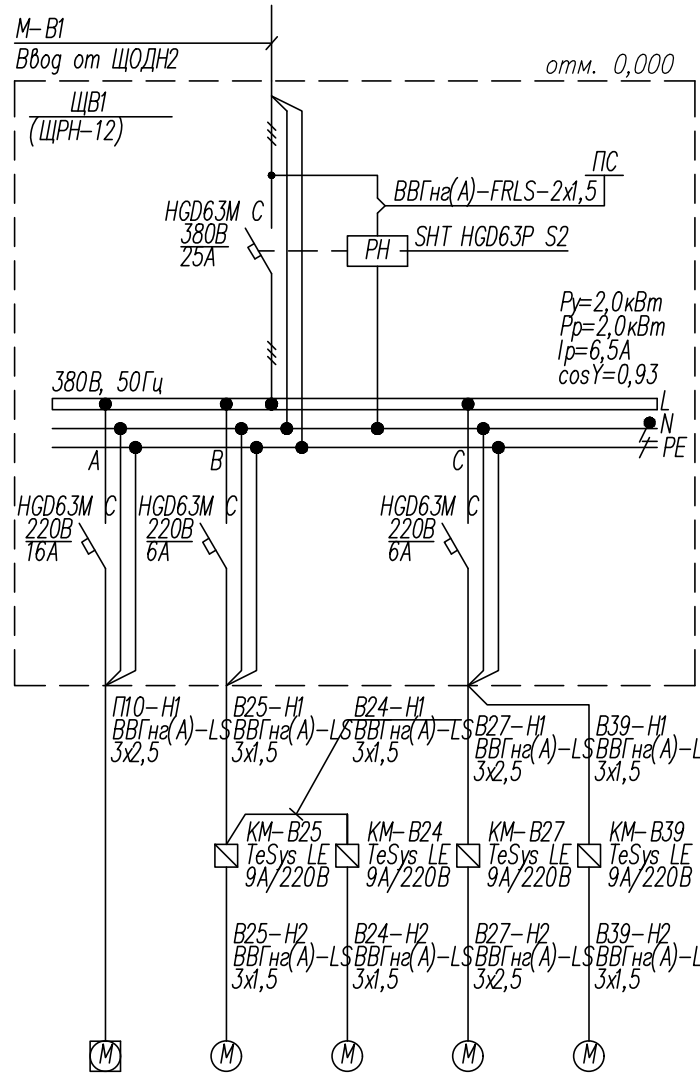 М-В1
Ввод от ЩОДН2
отм. 0,000
ЩВ1
(ЩРН-12)
ПС
ВВГнг(А)-FRLS-2х1,5
HGD63M C
380В
25А
РН
SHT HGD63P S2
Ру=2,0кВт
Рр=2,0кВт
Iр=6,5А
cosY=0,93
380В, 50Гц
L
N
PE
А
В
С
HGD63M C
220В
16А
HGD63M C
220В
6А
HGD63M C
220В
6А
П10-Н1
ВВГнг(А)-LS
3х2,5
В25-Н1
ВВГнг(А)-LS
3х1,5
В24-Н1
ВВГнг(А)-LS
3х1,5
В27-Н1
ВВГнг(А)-LS
3х2,5
В39-Н1
ВВГнг(А)-L
3х1,5
КМ-В25
TeSys LE
9А/220В
КМ-В24
TeSys LE
9А/220В
КМ-В27
TeSys LE
9А/220В
КМ-В39
TeSys LE
9А/220В
В25-Н2
ВВГнг(А)-LS
3х1,5
В24-Н2
ВВГнг(А)-LS
3х1,5
В27-Н2
ВВГнг(А)-LS
3х2,5
В39-Н2
ВВГнг(А)-L
3х1,5
М
М
М
М
М